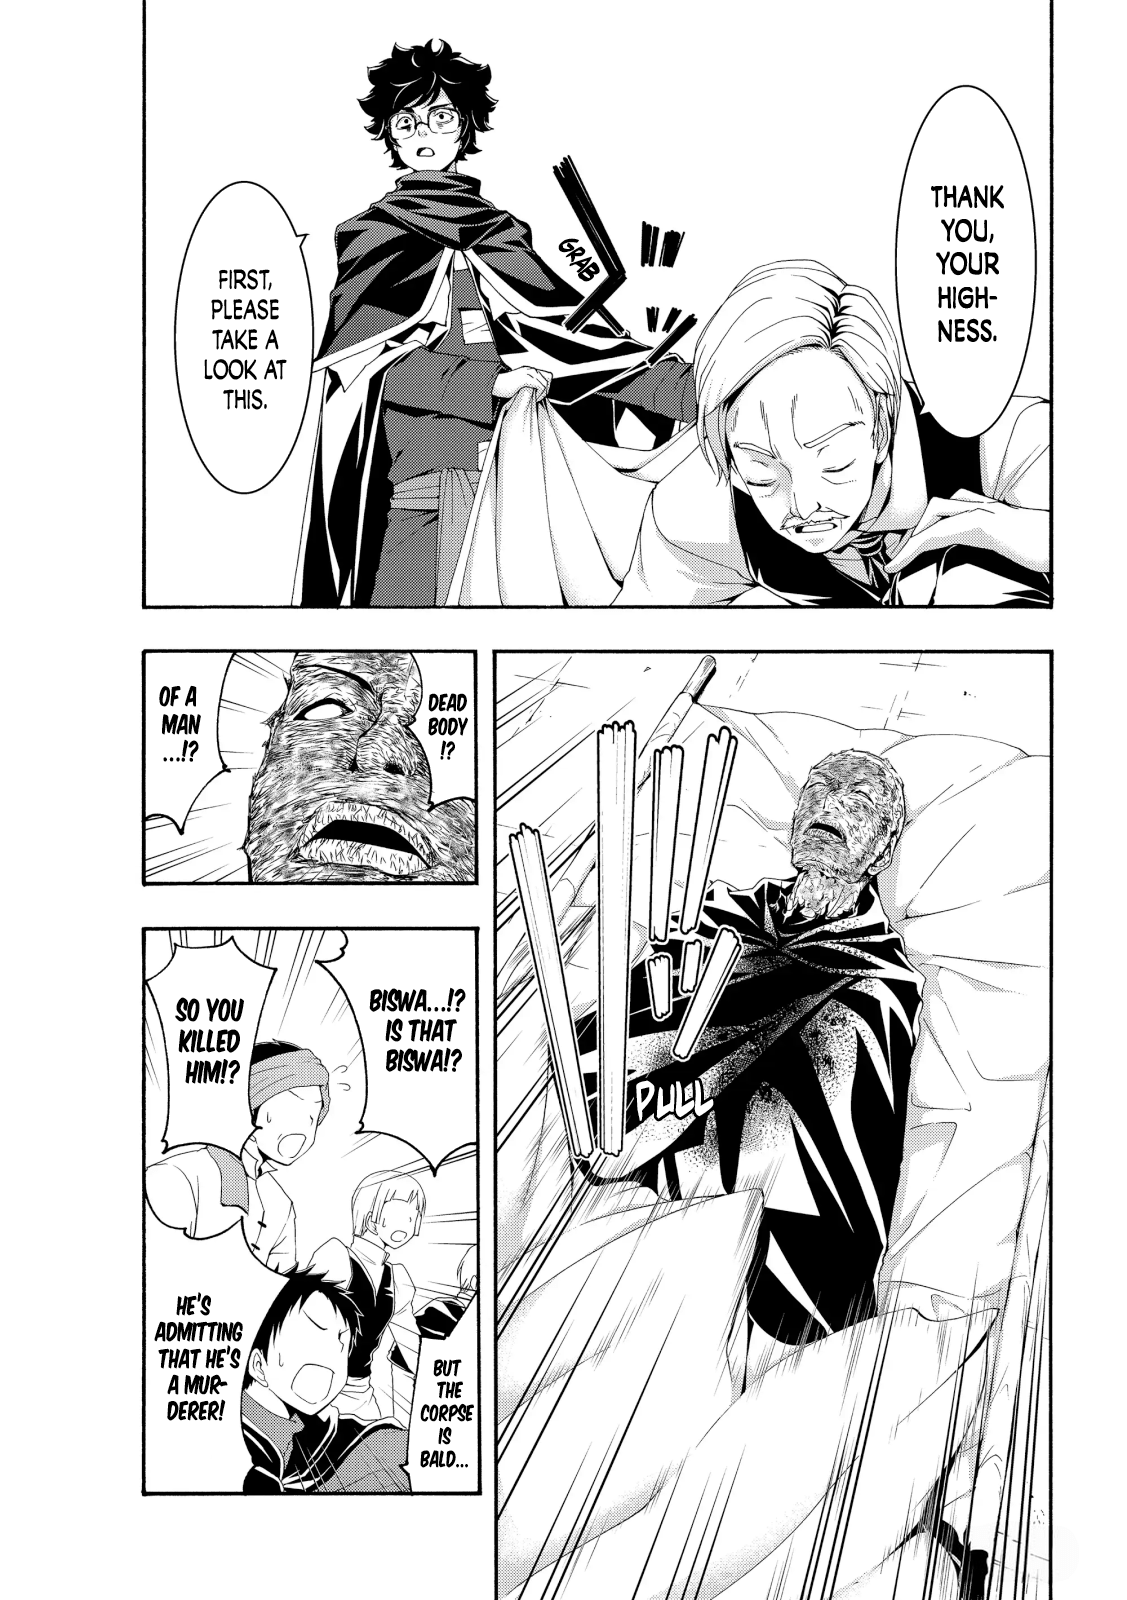 THANK
YOU,
YOUR
HIGH-
NESS.
GRAB
FIRST,
PLEASE
TAKE A
LOOK AT
THIS.
PULL
DEAD
BODY
!?
OF A
MAN
...!?
BISWA...!?
IS THAT
BISWA!?
SO YOU
KILLED
HIM!?
BUT THE
CORPSE IS
BALD...
HE'S
ADMITTING
THAT HE'S
A MUR-
DERER!